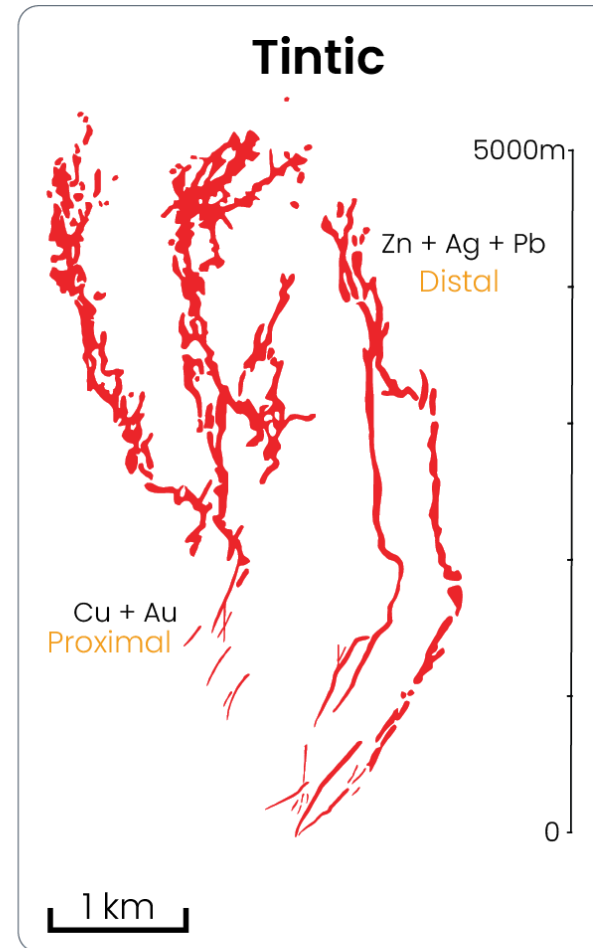 Tintic
5000m
Zn + Ag + Pb
Distal
Cu + Au
Proximal
0
1 km